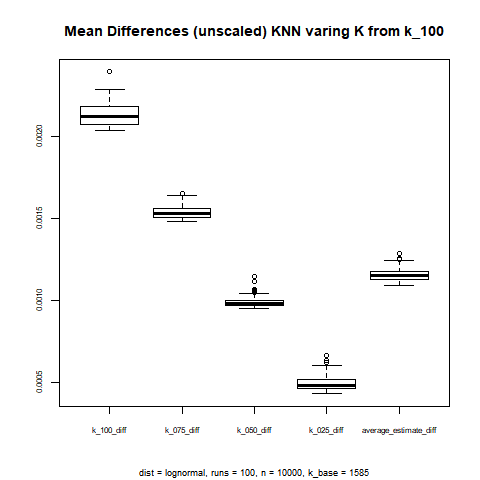 Mean Differences (unscaled) KNN varing K from k_100
0.0020
0.0015
0.0010
0.0005
k_100_diff k_075_diff k_050_diff k_025_diff average_estimate_diff
dist = lognormal, runs = 100, n = 10000, k_base = 1585